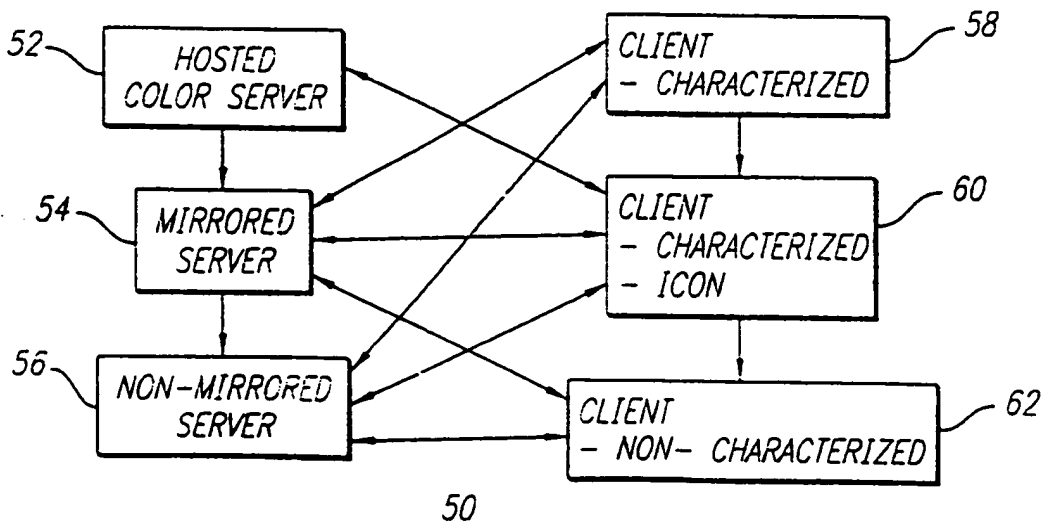 52
HOSTED
COLOR SERVER
54
MIRRORED
SERVER
56
NON-MIRRORED
SERVER
CLIENT
- CHARACTERIZED
58
CLIENT
- CHARACTERIZED
- ICON
60
CLIENT
- NON- CHARACTERIZED
62
50